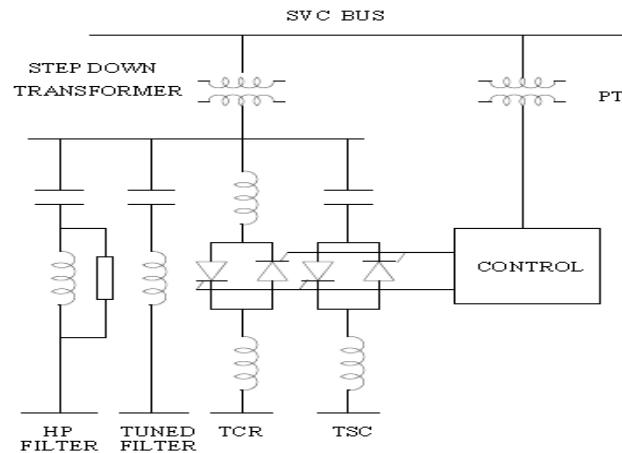 SVC BUS
STEP DOWN
TRANSFORMER
PT
CONTROL
HP
FILTER
TUNED
FILTER
TCR
TSC